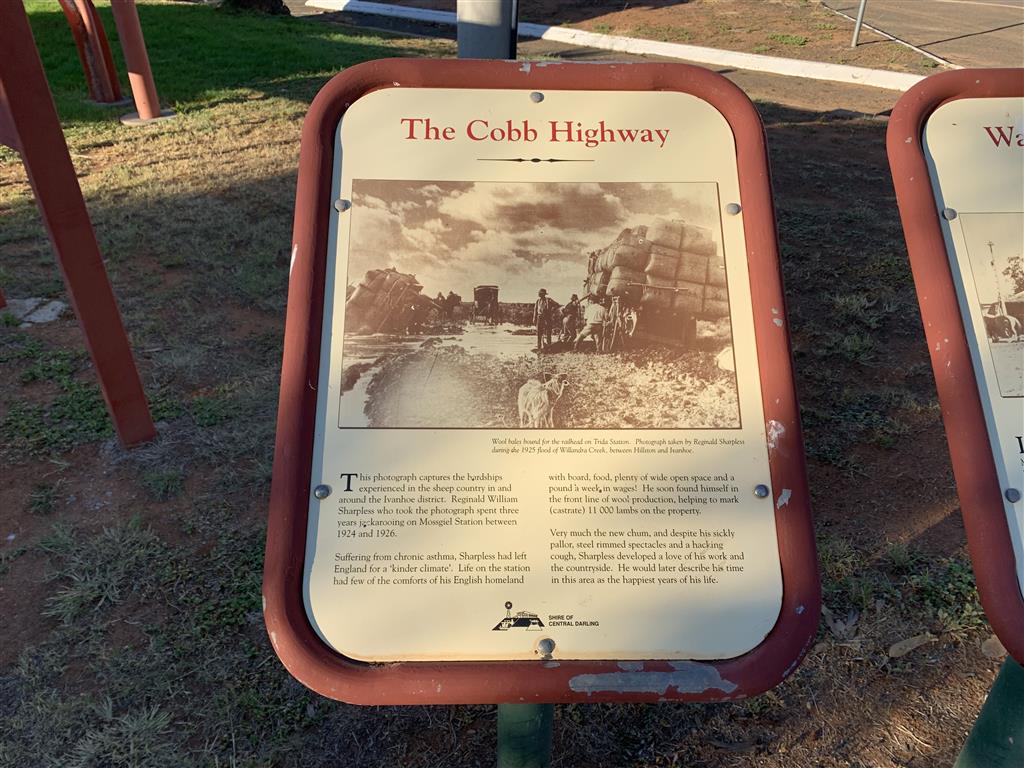 The Cobb Highway
Wool bales bound for the railhead on Trida Station. Photograph taken by Reginald Sharpless
during the 1925 flood of Willandra Creek, between Hillston and Ivanhoe.
This photograph captures the hardships
experienced in the sheep country in and
around the Ivanhoe district. Reginald William
Sharpless who took the photograph spent three
years jackarooing on Mossgiel Station between
1924 and 1926.
Suffering from chronic asthma, Sharpless had left
England for a ‘kinder climate’. Life on the station
had few of the comforts of his English homeland
with board, food, plenty of wide open space and a
pound a week in wages! He soon found himself in
the front line of wool production, helping to mark
(castrate) 11 000 lambs on the property.
Very much the new chum, and despite his sickly
pallor, steel rimmed spectacles and a hacking
cough, Sharpless developed a love of his work and
the countryside. He would later describe his time
in this area as the happiest years of his life.
SHIRE OF
CENTRAL DARLING